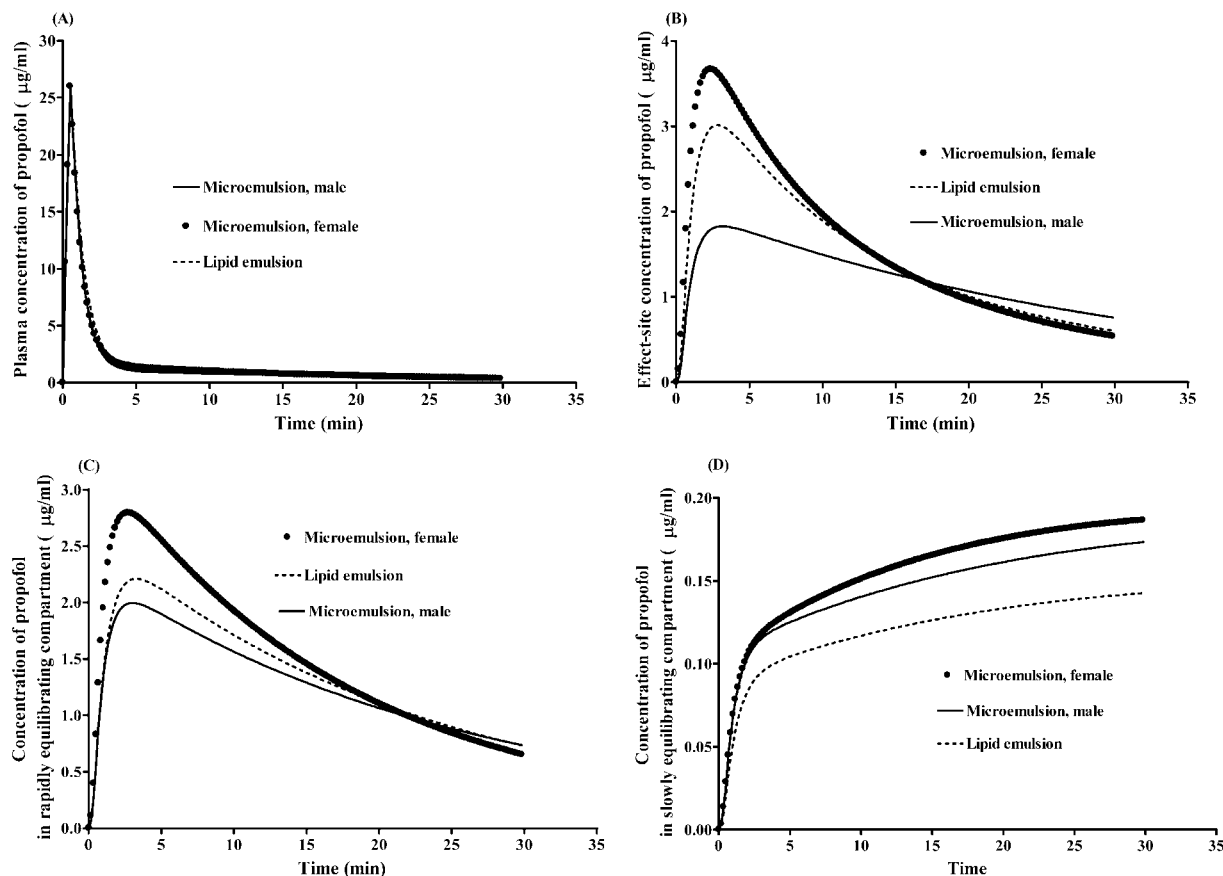 (A)
Plasma concentration of propofol ( μg/ml)
30
25
20
15
10
5
0
Microemulsion, male
Microemulsion, female
Lipid emulsion
0 5 10 15 20 25 30 35
Time (min)
(B)
Effect-site concentration of propofol ( μg/ml)
4
3
2
1
0
Microemulsion, female
Lipid emulsion
Microemulsion, male
0 5 10 15 20 25 30 35
Time (min)
(C)
Concentration of propofol
in rapidly equilibrating compartment ( μg/ml)
3.0
2.5
2.0
1.5
1.0
0.5
0.0
Microemulsion, female
Lipid emulsion
Microemulsion, male
0 5 10 15 20 25 30 35
Time (min)
(D)
Concentration of propofol
in slowly equilibrating compartment ( μg/ml)
0.20
0.15
0.10
0.05
0.00
Microemulsion, female
Microemulsion, male
Lipid emulsion
0 5 10 15 20 25 30 35
Time